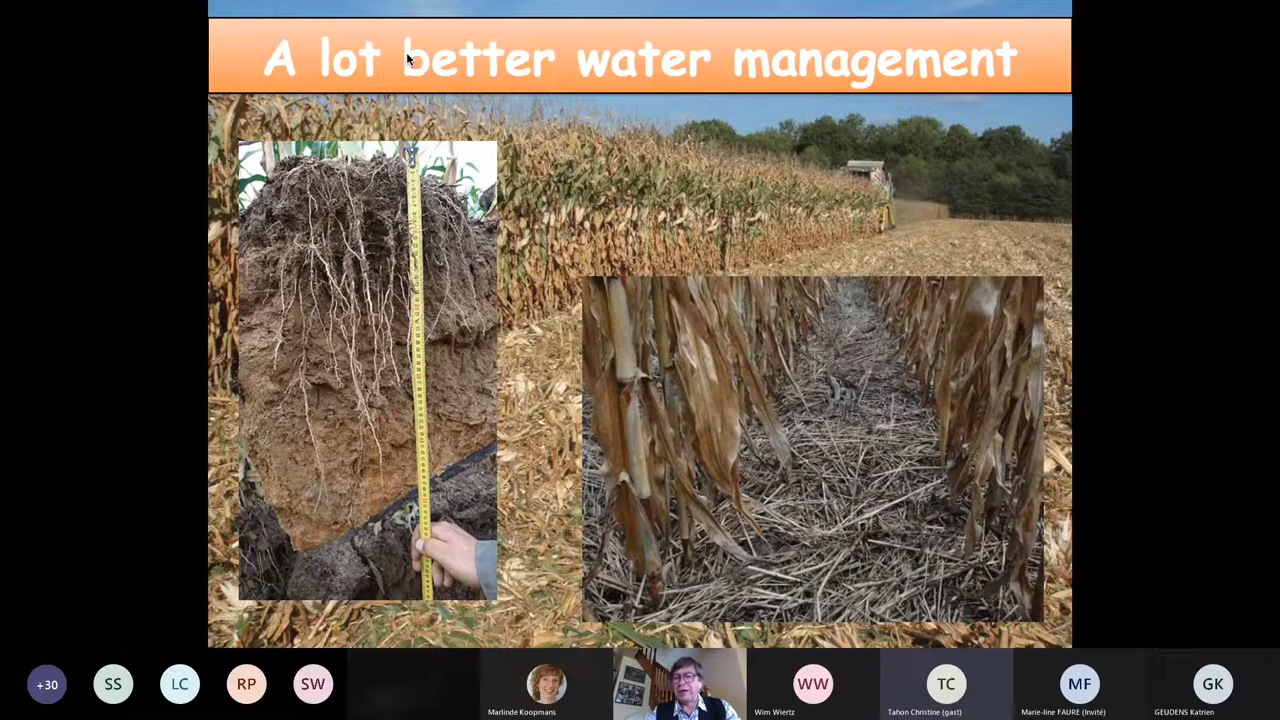 A lot better water management
+30
SS
LC
RP
SW
Marlinde Koopmans
WW
Wim Wiertz
TC
Tahon Christine (gast)
MF
Marie-line FAURE (Invité)
GK
GEUDENS Katrien